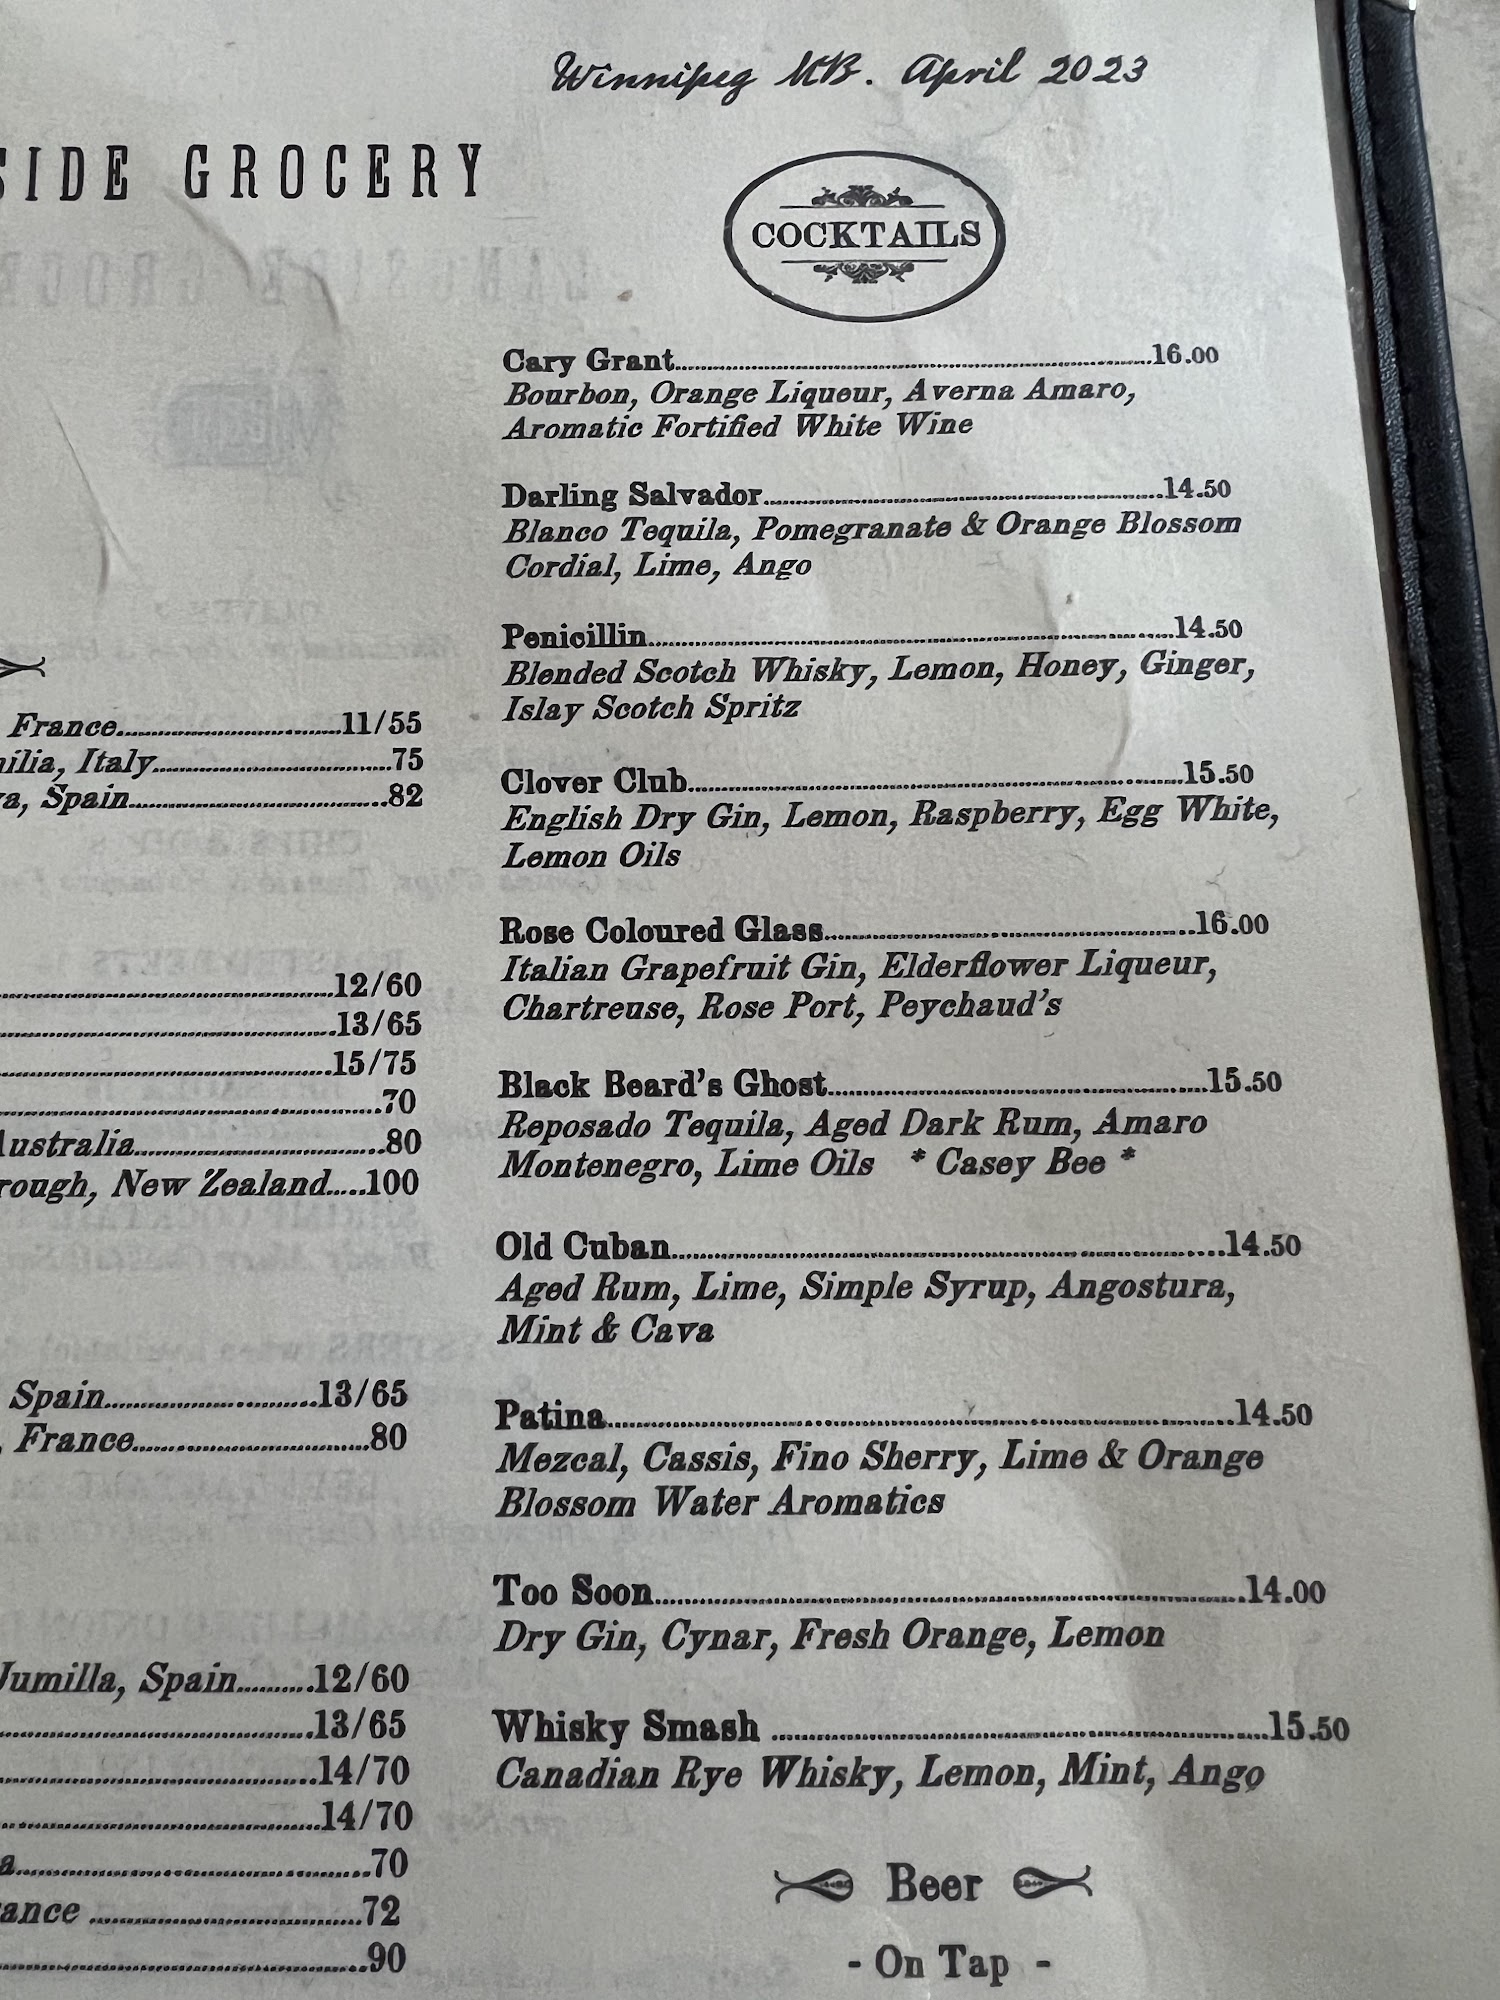 Winnipeg MB. April 2023
SIDE GROCERY
France 11/55
Italy 75
Spain 82
12/60
13/65
15/75
70
Australia 80
New Zealand 100
Spain 13/65
France 80
Jumilla, Spain 12/60
13/65
14/70
14/70
70
72
90
COCKTAILS
Cary Grant 16.00
Bourbon, Orange Liqueur, Averna Amaro,
Aromatic Fortified White Wine
Darling Salvador 14.50
Blanco Tequila, Pomegranate & Orange Blossom
Cordial, Lime, Ango
Penicillin 14.50
Blended Scotch Whisky, Lemon, Honey, Ginger,
Islay Scotch Spritz
Clover Club 15.50
English Dry Gin, Lemon, Raspberry, Egg White,
Lemon Oils
Rose Coloured Glass 16.00
Italian Grapefruit Gin, Elderflower Liqueur,
Chartreuse, Rose Port, Peychaud's
Black Beard's Ghost 15.50
Reposado Tequila, Aged Dark Rum, Amaro
Montenegro, Lime Oils * Casey Bee *
Old Cuban 14.50
Aged Rum, Lime, Simple Syrup, Angostura,
Mint & Cava
Patina 14.50
Mezcal, Cassis, Fino Sherry, Lime & Orange
Blossom Water Aromatics
Too Soon 14.00
Dry Gin, Cynar, Fresh Orange, Lemon
Whisky Smash 15.50
Canadian Rye Whisky, Lemon, Mint, Ango
Beer
- On Tap -